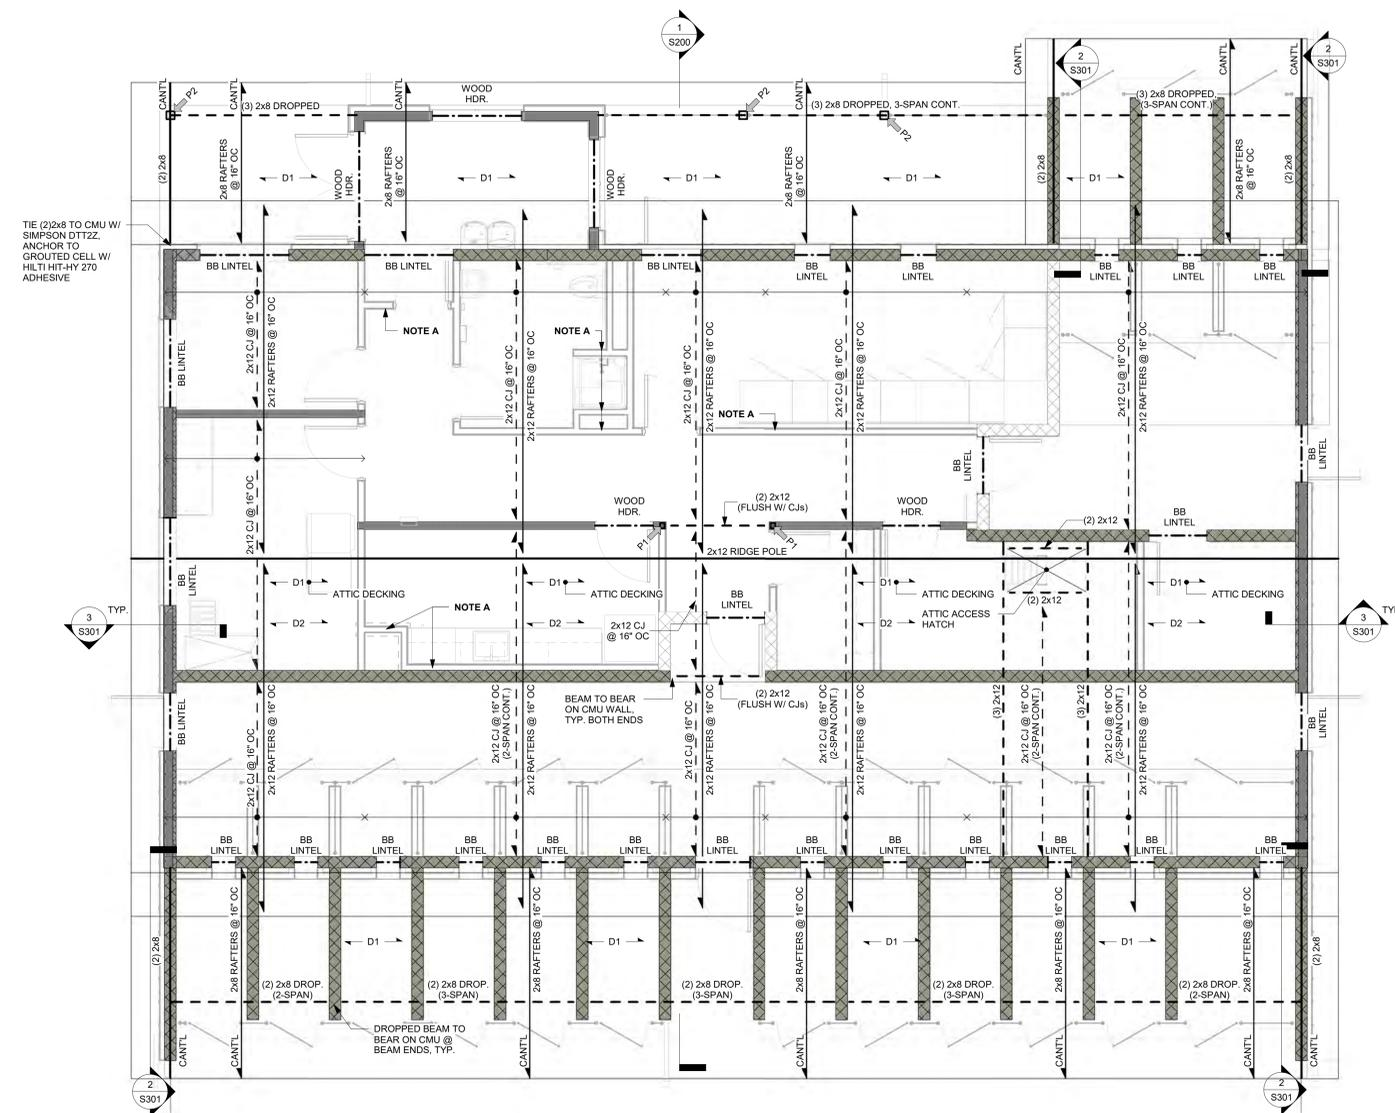 1
S200
2
S301
2
S301
CANT'L
CANT'L
CANT'L
CANT'L
CANT'L
CANT'L
P2
(3) 2x8 DROPPED
WOOD
HDR.
P2
(3) 2x8 DROPPED, 3-SPAN CONT.
P2
(3) 2x8 DROPPED,
(3-SPAN CONT.)
(2) 2x8
2x8 RAFTERS
@ 16" OC
D1
WOOD
HDR.
2x8 RAFTERS
@ 16" OC
D1
WOOD
HDR.
D1
2x8 RAFTERS
@ 16" OC
D1
(2) 2x8
D1
2x8 RAFTERS
@ 16" OC
(2) 2x8
TIE (2)2x8 TO CMU W/
SIMPSON DTT2Z,
ANCHOR TO
GROUTED CELL W/
HILTI HIT-HY 270
ADHESIVE
BB LINTEL
BB LINTEL
BB LINTEL
BB
LINTEL
BB
LINTEL
BB
LINTEL
BB
LINTEL
BB
LINTEL
BB LINTEL
2x12 CJ @ 16" OC
2x12 RAFTERS @ 16" OC
NOTE A
2x12 CJ @ 16" OC
2x12 RAFTERS @ 16" OC
NOTE A
2x12 CJ @ 16" OC
2x12 RAFTERS @ 16" OC
NOTE A
2x12 CJ @ 16" OC
2x12 RAFTERS @ 16" OC
2x12 CJ @ 16" OC
2x12 RAFTERS @ 16" OC
BB
LINTEL
BB
LINTEL
2x12 CJ @ 16" OC
WOOD
HDR.
P1
(2) 2x12
(FLUSH W/ CJs)
P1
WOOD
HDR.
(2) 2x12
BB
LINTEL
2x12 RIDGE POLE
BB
LINTEL
D1
ATTIC DECKING
D2
D1
ATTIC DECKING
D2
NOTE A
2x12 CJ
@ 16" OC
BB
LINTEL
D1
ATTIC DECKING
D2
ATTIC ACCESS
HATCH
(2) 2x12
D1
ATTIC DECKING
D2
3
S301
TYP.
3
S301
TY
BEAM TO BEAR
ON CMU WALL,
TYP. BOTH ENDS
(2) 2x12
(FLUSH W/ CJs)
BB LINTEL
2x12 CJ @ 16" OC
2x12 RAFTERS @ 16" OC
2x12 CJ @ 16" OC
(2-SPAN CONT.)
2x12 RAFTERS @ 16" OC
2x12 CJ @ 16" OC
2x12 RAFTERS @ 16" OC
2x12 CJ @ 16" OC
(2-SPAN CONT.)
2x12 RAFTERS @ 16" OC
(3) 2x12
2x12 CJ @ 16" OC
(2-SPAN CONT.)
(3) 2x12
2x12 CJ @ 16" OC
(2-SPAN CONT.)
2x12 RAFTERS @ 16" OC
BB
LINTEL
BB
LINTEL
BB
LINTEL
BB
LINTEL
BB
LINTEL
BB
LINTEL
BB
LINTEL
BB
LINTEL
BB
LINTEL
BB
LINTEL
BB
LINTEL
BB
LINTEL
BB
LINTEL
BB
LINTEL
(2) 2x8
2x8 RAFTERS @ 16" OC
D1
2x8 RAFTERS @ 16" OC
D1
2x8 RAFTERS @ 16" OC
D1
2x8 RAFTERS @ 16" OC
D1
2x8 RAFTERS @ 16" OC
(2) 2x8
(2) 2x8 DROP.
(2-SPAN)
(2) 2x8 DROP.
(3-SPAN)
(2) 2x8 DROP.
(3-SPAN)
(2) 2x8 DROP.
(3-SPAN)
(2) 2x8 DROP.
(2-SPAN)
DROPPED BEAM TO
BEAR ON CMU @
BEAM ENDS, TYP.
CANT'L
CANT'L
CANT'L
CANT'L
CANT'L
CANT'L
CANT'L
2
S301
2
S301